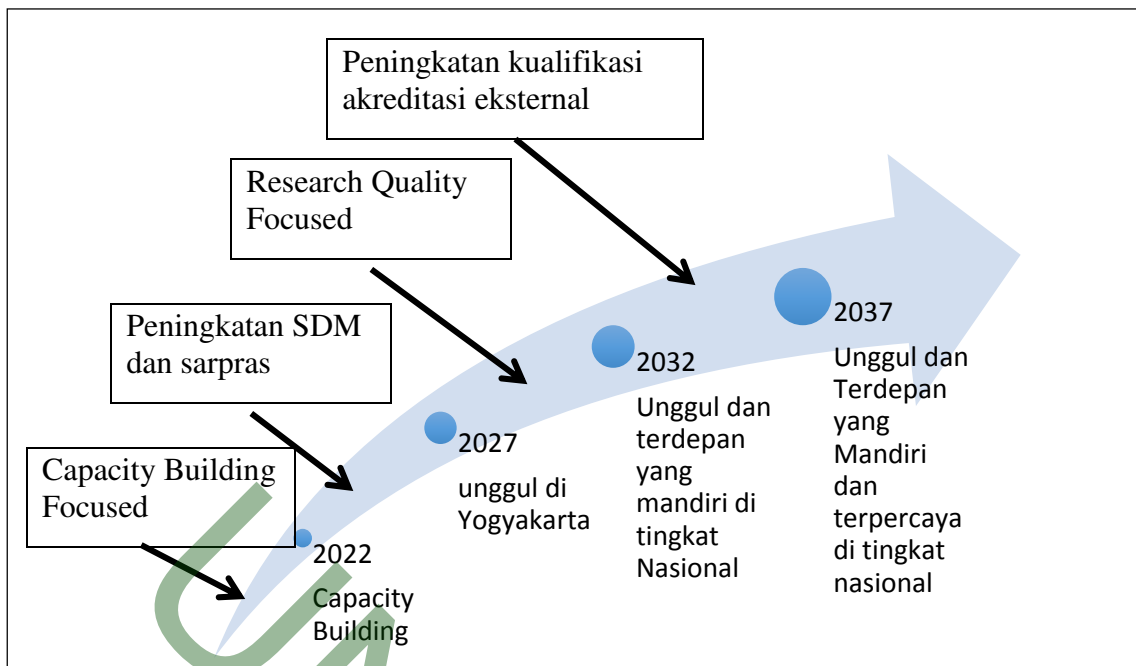 Peningkatan kualifikasi
akreditasi eksternal
Research Quality
Focused
Peningkatan SDM
dan sarpras
Capacity Building
Focused
2022
Capacity
Building
2027
unggul di
Yogyakarta
2032
Unggul dan
terdepan
yang
mandiri di
tingkat
Nasional
2037
Unggul dan
Terdepan
yang
Mandiri
dan
terpercaya
di tingkat
nasional